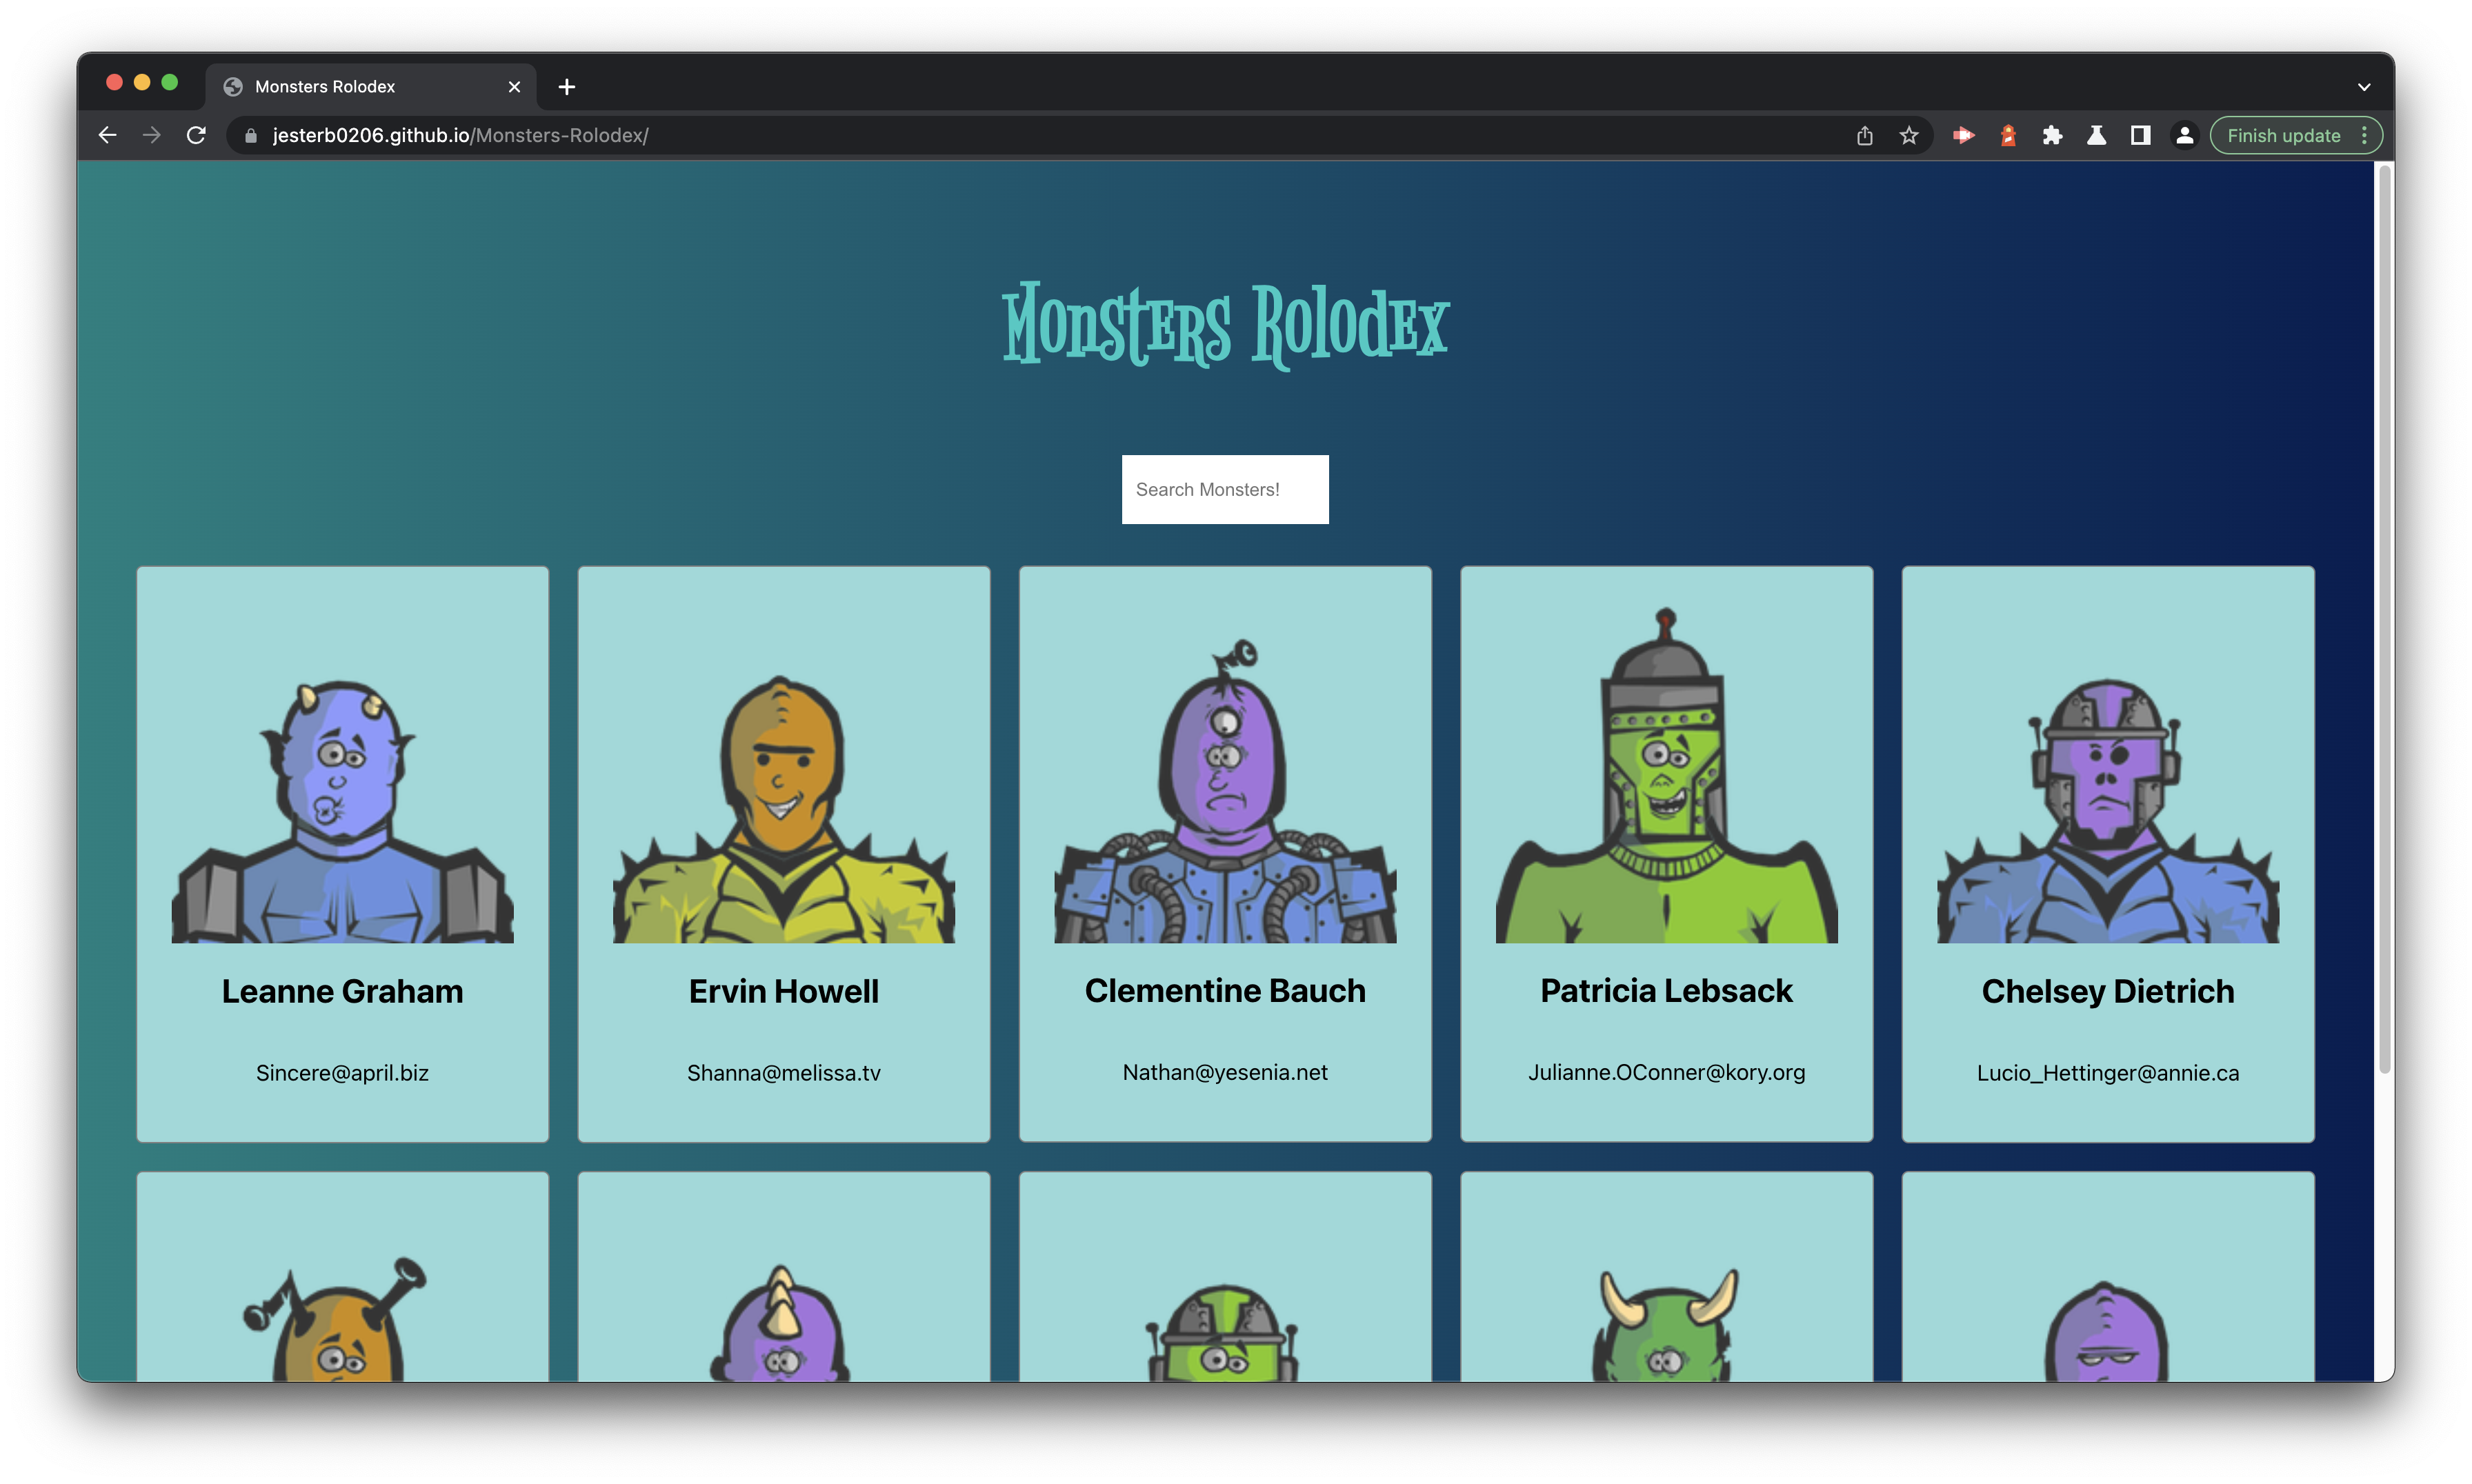 Monsters Rolodex
jesterb0206.github.io/Monsters-Rolodex/
Finish update
Monsters Rolodex
Search Monsters!
Leanne Graham
Sincere@april.biz
Ervin Howell
Shanna@melissa.tv
Clementine Bauch
Nathan@yesenia.net
Patricia Lebsack
Julianne.OConner@kory.org
Chelsey Dietrich
Lucio_Hettinger@annie.ca